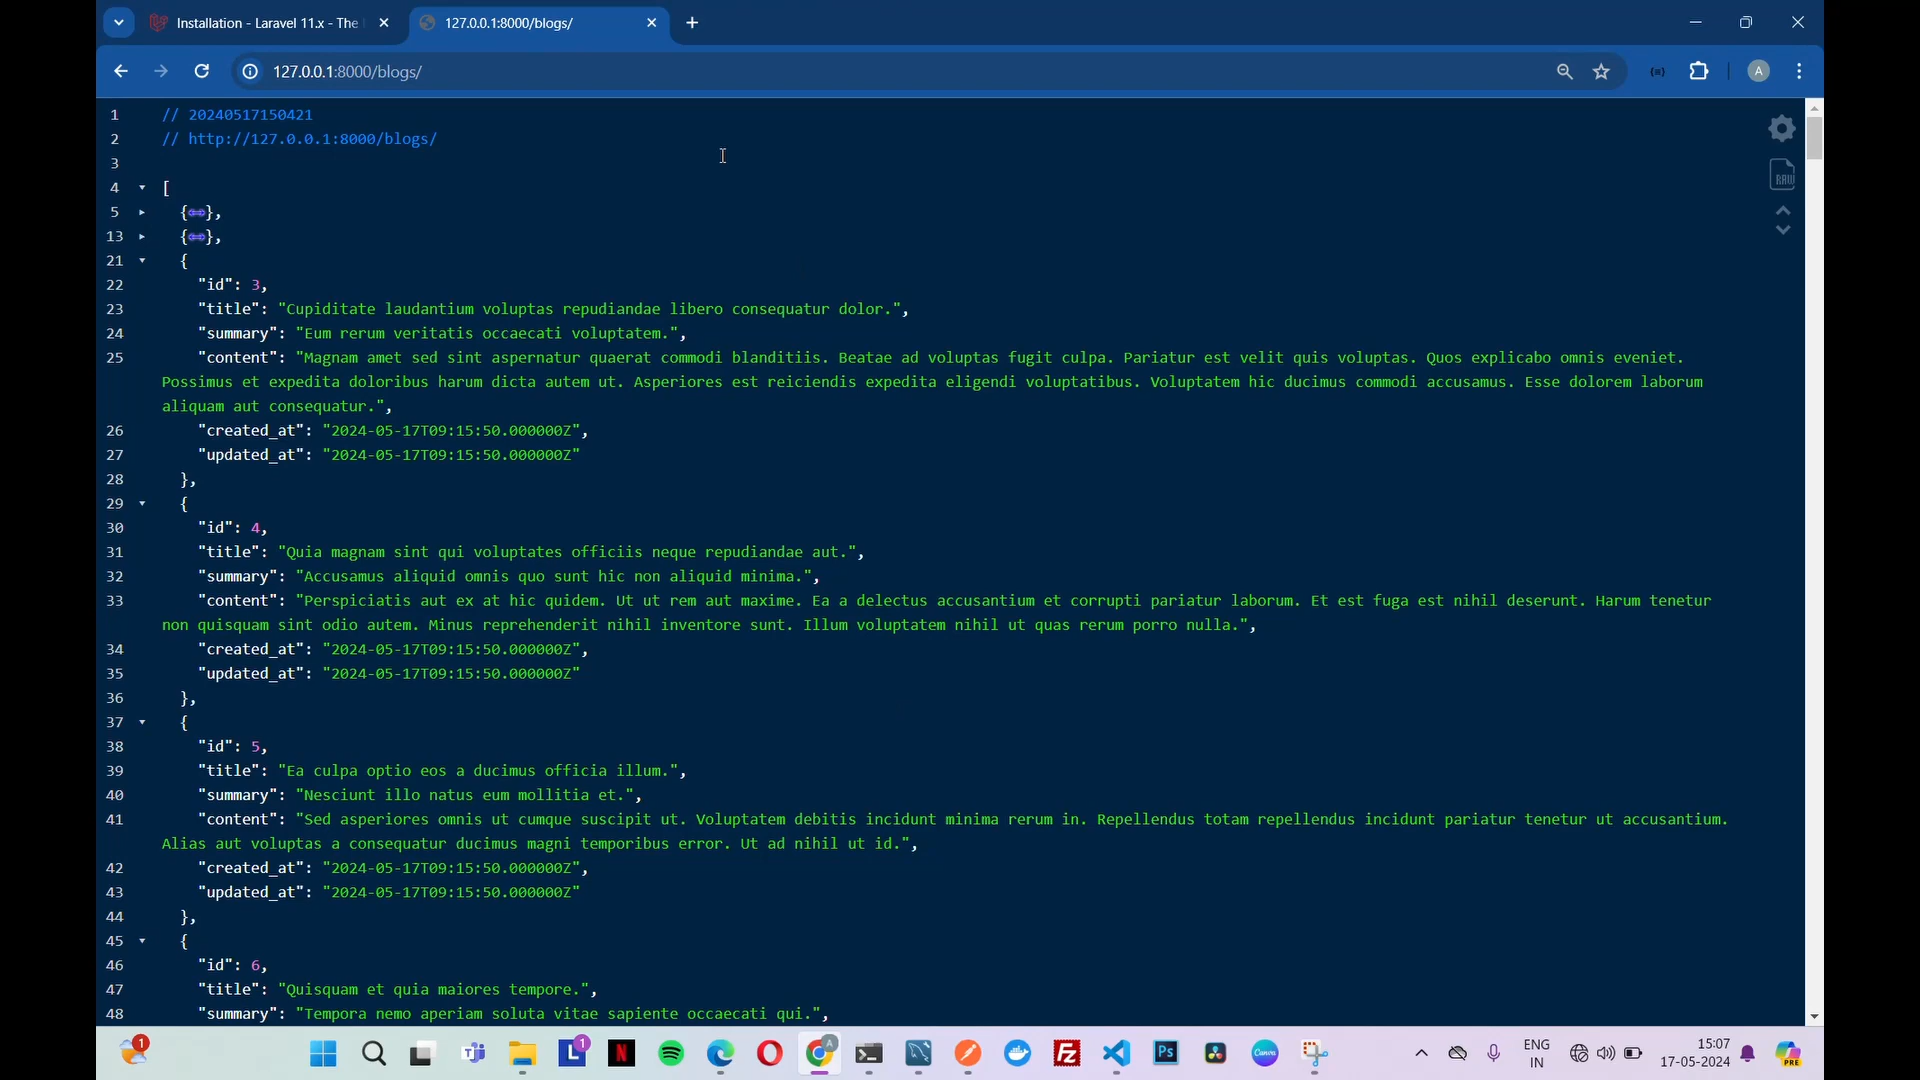 Installation - Laravel 11.x - The
127.0.0.1:8000/blogs/
127.0.0.1:8000/blogs/
A
1 // 20240517150421
2 // http://127.0.0.1:8000/blogs/
3
4 [
5 {},
13 {},
21 {
22 "id": 3,
23 "title": "Cupiditate laudantium voluptas repudiandae libero consequatur dolor.",
24 "summary": "Eum rerum veritatis occaecati voluptatem.",
25 "content": "Magnam amet sed sint aspernatur quaerat commodi blanditiis. Beatae ad voluptas fugit culpa. Pariatur est velit quis voluptas. Quos explicabo omnis eveniet.
Possimus et expedita doloribus harum dicta autem ut. Asperiores est reiciendis expedita eligendi voluptatibus. Voluptatem hic ducimus commodi accusamus. Esse dolorem laborum
aliquam aut consequatur.",
26 "created_at": "2024-05-17T09:15:50.000000Z",
27 "updated_at": "2024-05-17T09:15:50.000000Z"
28 },
29 {
30 "id": 4,
31 "title": "Quia magnam sint qui voluptates officiis neque repudiandae aut.",
32 "summary": "Accusamus aliquid omnis quo sunt hic non aliquid minima.",
33 "content": "Perspiciatis aut ex at hic quidem. Ut ut rem aut maxime. Ea a delectus accusantium et corrupti pariatur laborum. Et est fuga est nihil deserunt. Harum tenetur
non quisquam sint odio autem. Minus reprehenderit nihil inventore sunt. Illum voluptatem nihil ut quas rerum porro nulla.",
34 "created_at": "2024-05-17T09:15:50.000000Z",
35 "updated_at": "2024-05-17T09:15:50.000000Z"
36 },
37 {
38 "id": 5,
39 "title": "Ea culpa optio eos a ducimus officia illum.",
40 "summary": "Nesciunt illo natus eum mollitia et.",
41 "content": "Sed asperiores omnis ut cumque suscipit ut. Voluptatem debitis incidunt minima rerum in. Repellendus totam repellendus incidunt pariatur tenetur ut accusantium.
Alias aut voluptas a consequatur ducimus magni temporibus error. Ut ad nihil ut id.",
42 "created_at": "2024-05-17T09:15:50.000000Z",
43 "updated_at": "2024-05-17T09:15:50.000000Z"
44 },
45 {
46 "id": 6,
47 "title": "Quisquam et quia maiores tempore.",
48 "summary": "Tempora nemo aperiam soluta vitae sapiente occaecati qui.",
RAW
1
L 1
N
A
Fz
Ps
Canva
ENG
IN
15:07
17-05-2024
PRE